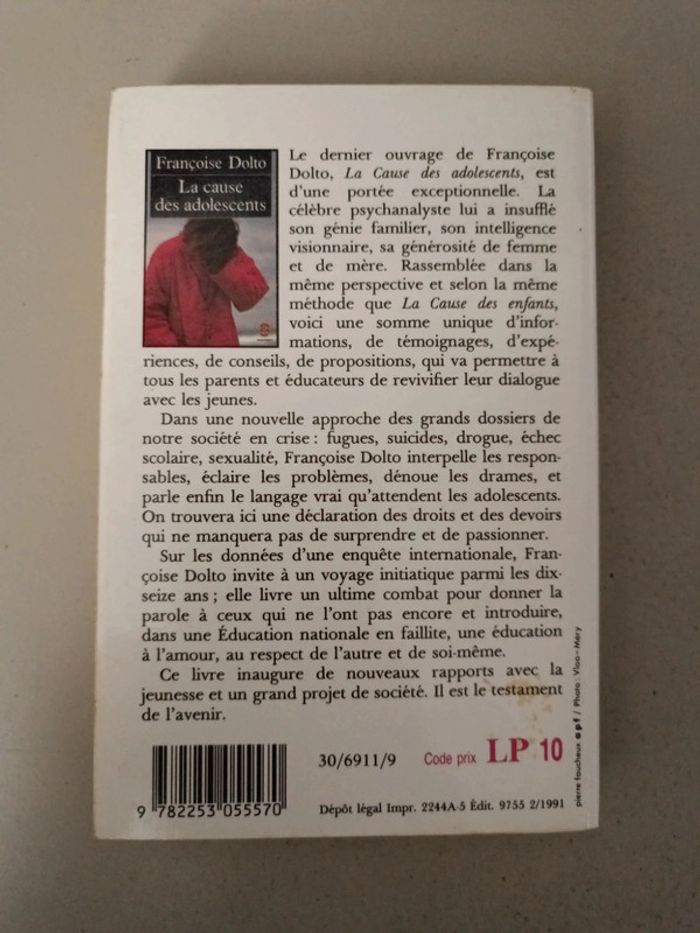 Françoise Dolto
La cause
des adolescents
Le dernier ouvrage de Françoise
Dolto, La Cause des adolescents, est
d'une portée exceptionnelle. La
célèbre psychanalyste lui a insufflé
son génie familier, son intelligence
visionnaire, sa générosité de femme
et de mère. Rassemblée dans la
même perspective et selon la même
méthode que La Cause des enfants,
voici une somme unique d'infor-
mations, de témoignages, d'expé-
riences, de conseils, de propositions, qui va permettre à
tous les parents et éducateurs de revivifier leur dialogue
avec les jeunes.
Dans une nouvelle approche des grands dossiers de
notre société en crise : fugues, suicides, drogue, échec
scolaire, sexualité, Françoise Dolto interpelle les respon-
sables, éclaire les problèmes, dénoue les drames, et
parle enfin le langage vrai qu'attendent les adolescents.
On trouvera ici une déclaration des droits et des devoirs
qui ne manquera pas de surprendre et de passionner.
Sur les données d'une enquête internationale, Fran-
çoise Dolto invite à un voyage initiatique parmi les dix-
seize ans ; elle livre un ultime combat pour donner la
parole à ceux qui ne l'ont pas encore et introduire,
dans une Éducation nationale en faillite, une éducation
à l'amour, au respect de l'autre et de soi-même.
Ce livre inaugure de nouveaux rapports avec la
jeunesse et un grand projet de société. Il est le testament
de l'avenir.
pierre faucheux apf / Photo : Vloo - Mery
30/6911/9
Code prix LP 10
9 782253 055570
Dépôt légal Impr. 2244A-5 Édit. 9755 2/1991